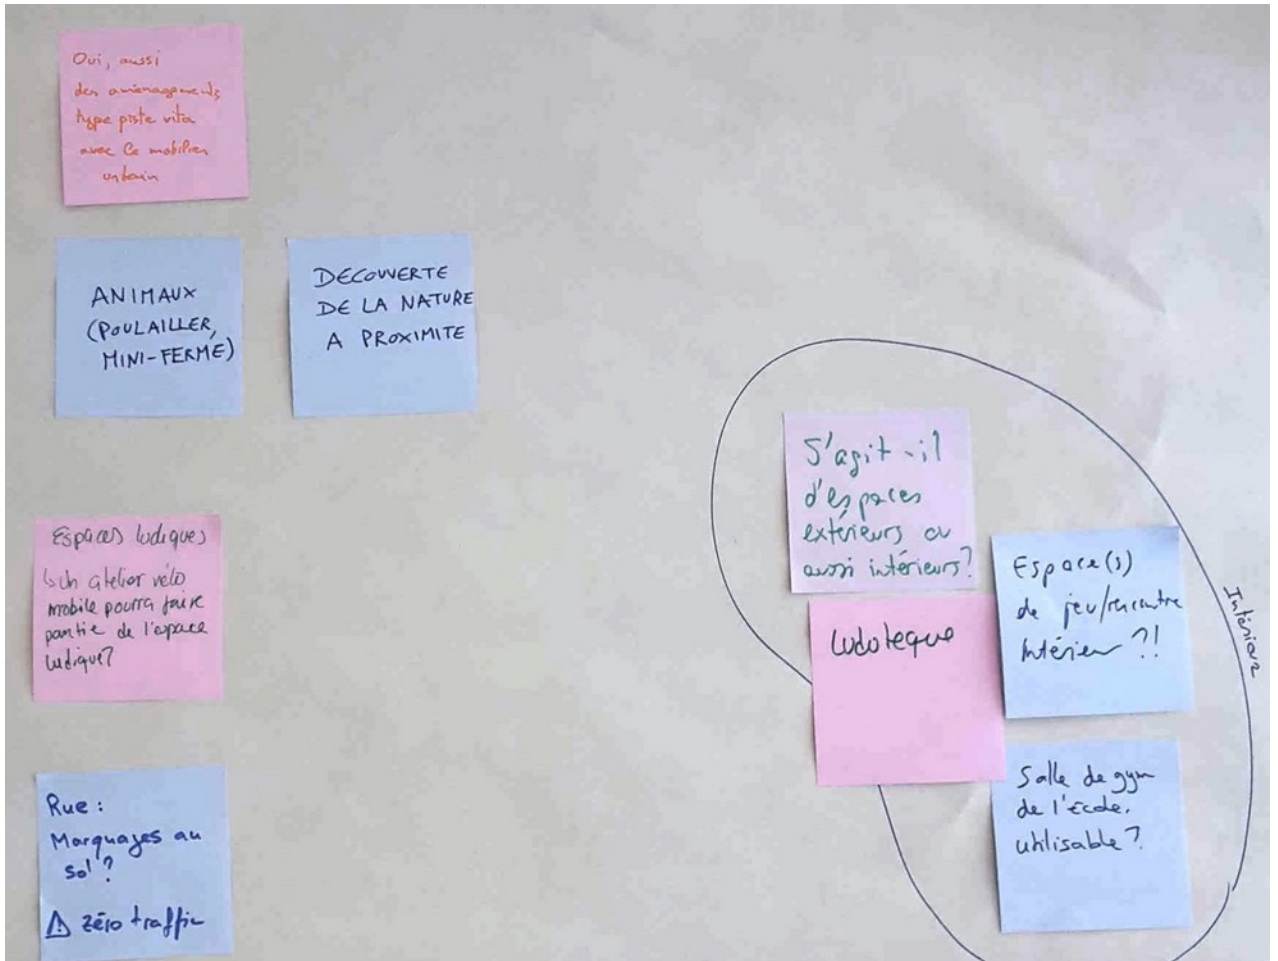 Oui, aussi
des aménagements
type piste vita
avec ce mobilier
urbain
ANIMAUX
(POULAILLER,
MINI-FERME)
DECOUVERTE
DE LA NATURE
A PROXIMITE
Espaces ludiques
↳ Un atelier vélo
mobile pourra faire
partie de l'espace
ludique?
Rue :
Marquages au
sol ?
⚠ zéro traffic
S'agit-il
d'espaces
extérieurs ou
aussi intérieurs?
Ludoteque
Espace(s)
de jeu/rencontre
Intérieur ?!
Salle de gym
de l'école.
utilisable ?
Intérieur